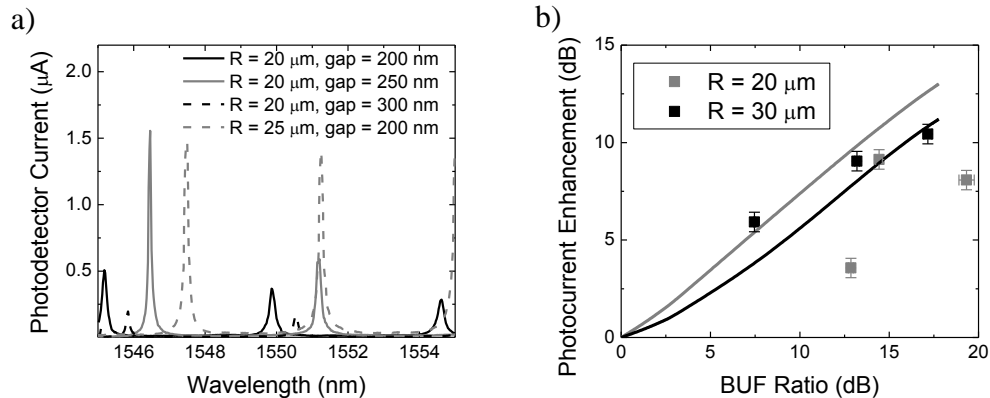 a)
Photodetector Current (μA)
2.0
1.5
1.0
0.5
R = 20 μm, gap = 200 nm
R = 20 μm, gap = 250 nm
R = 20 μm, gap = 300 nm
R = 25 μm, gap = 200 nm
1546 1548 1550 1552 1554
Wavelength (nm)
b)
Photocurrent Enhancement (dB)
15
10
5
0
R = 20 μm
R = 30 μm
0 5 10 15 20
BUF Ratio (dB)